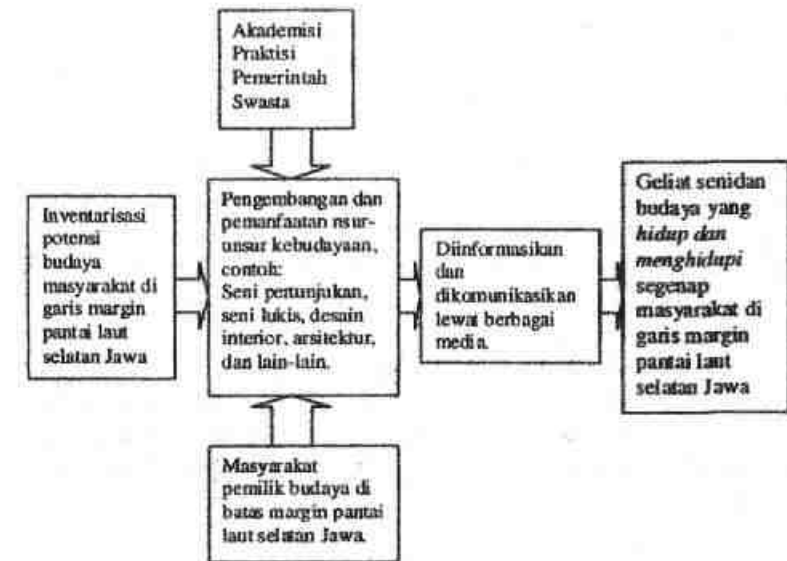 Akademisi
Praktisi
Pemerintah
Swasta
Inventarisasi
potensi
budaya
masyarakat di
garis margin
pantai laut
selatan Jawa
Pengembangan dan
pemanfaatan nsur-
unsur kebudayaan,
contoh:
Seni pertunjukan,
seni lukis, desain
interior, arsitektur,
dan lain-lain.
Diinformasikan
dan
dikomunikasikan
lewat berbagai
media.
Geliat senidan
budaya yang
hidup dan
menghidupi
segenap
masyarakat di
garis margin
pantai laut
selatan Jawa
Masyarakat
pemilik budaya di
batas margin pantai
laut selatan Jawa.